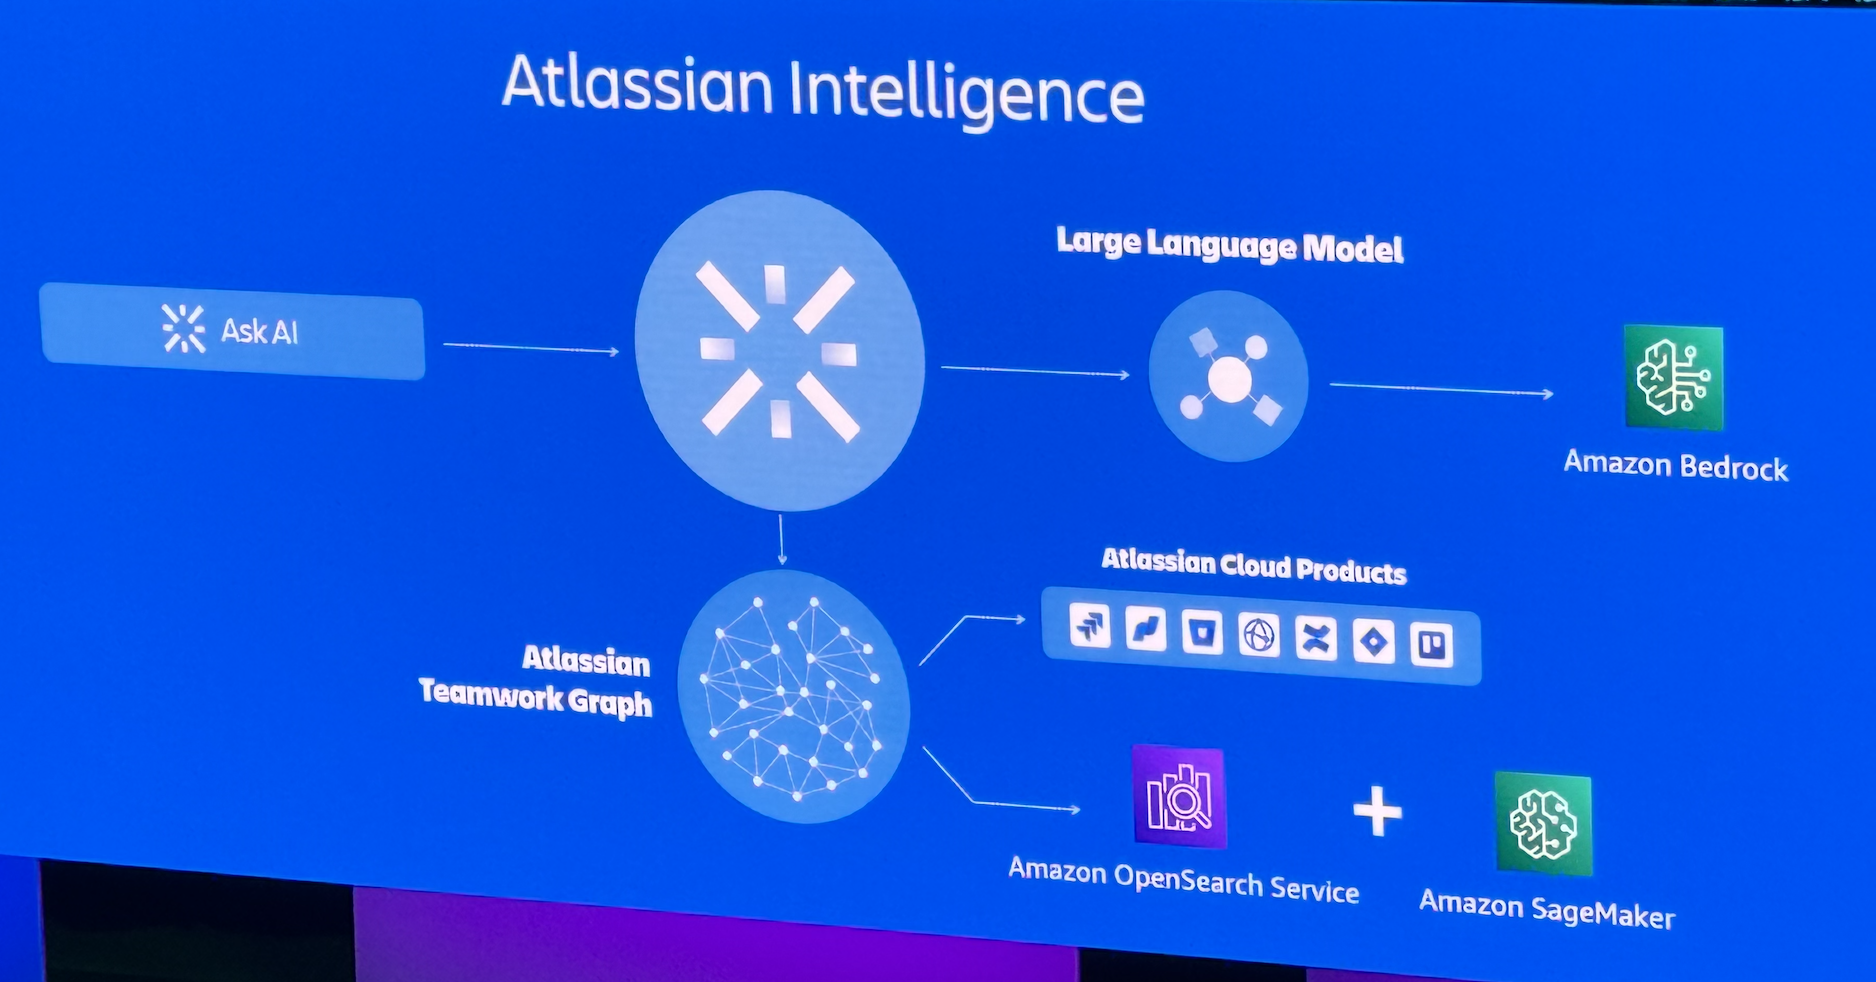 Atlassian Intelligence
Ask AI
Large Language Model
Amazon Bedrock
Atlassian
Teamwork Graph
Atlassian Cloud Products
Amazon OpenSearch Service
Amazon SageMaker